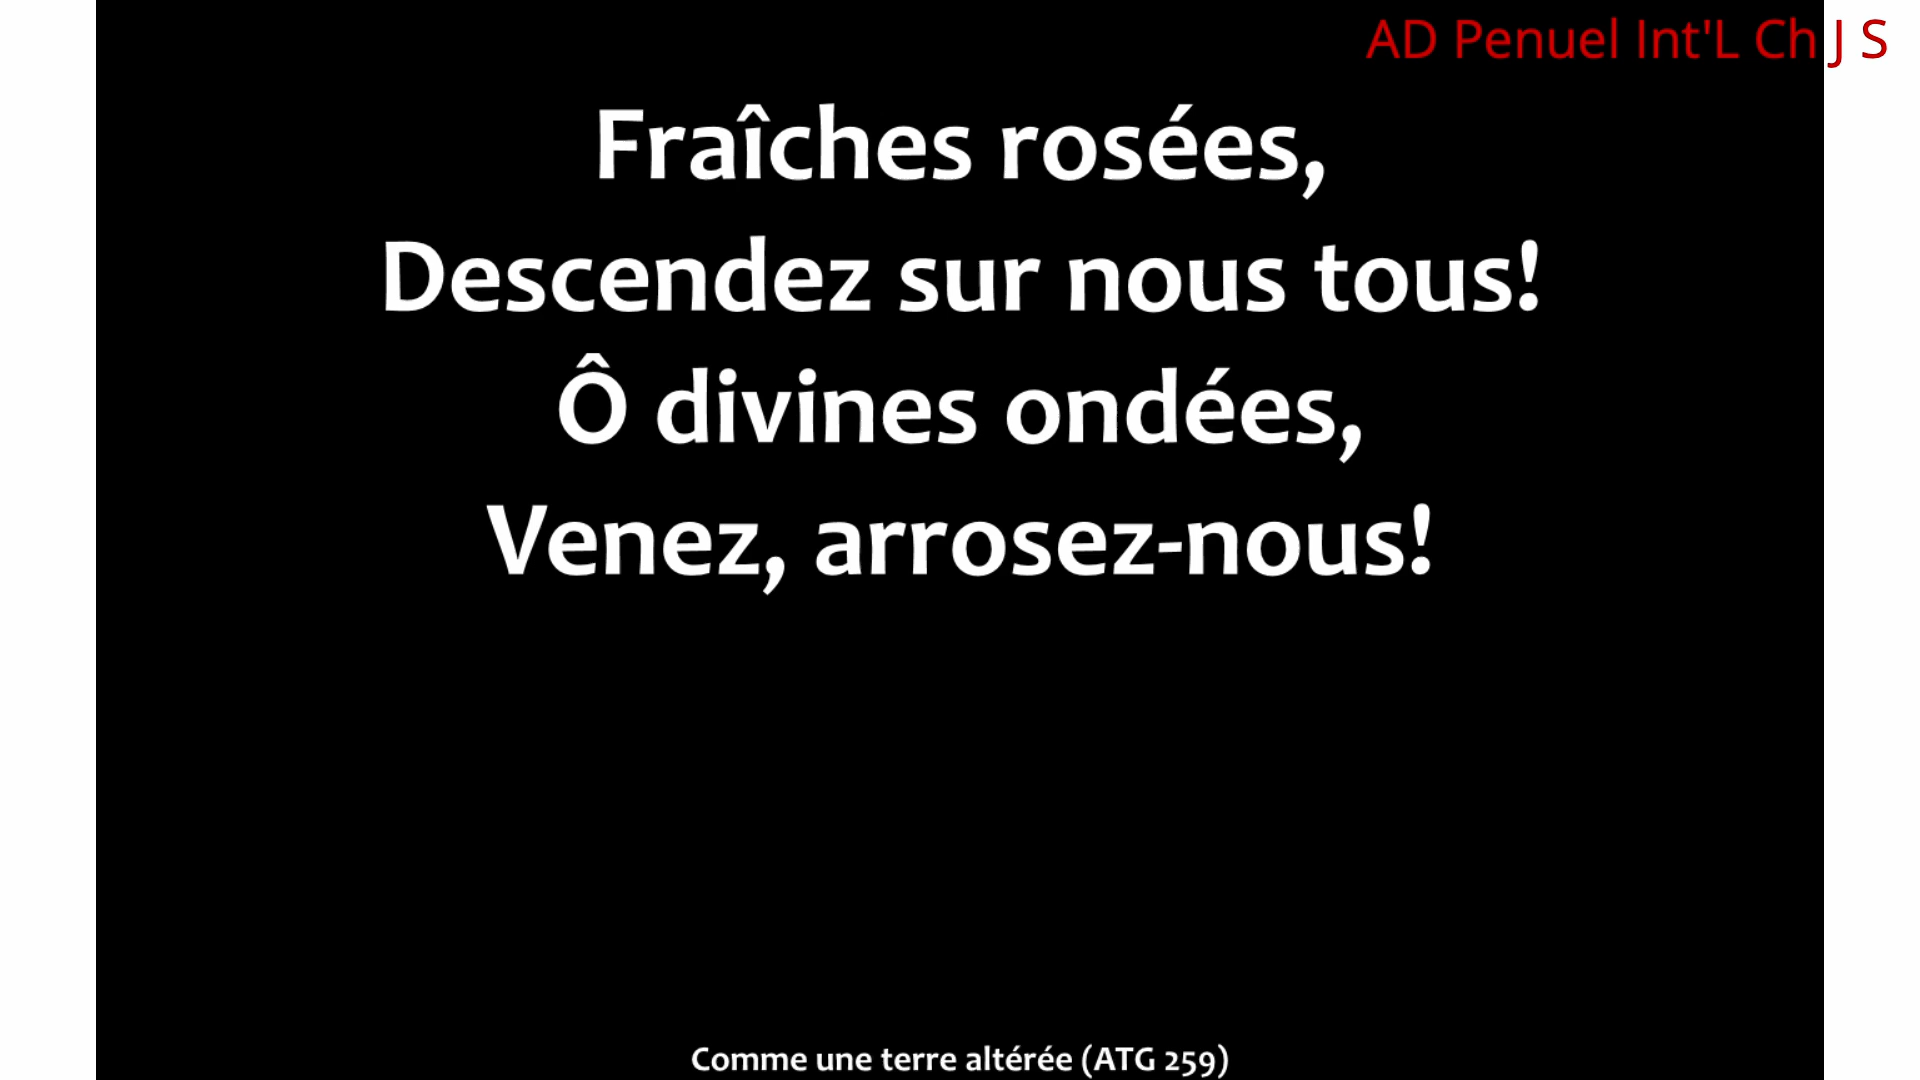 AD Penuel Int'L Ch J S
Fraîches rosées,
Descendez sur nous tous!
Ô divines ondées,
Venez, arrosez-nous!
Comme une terre altérée (ATG 259)